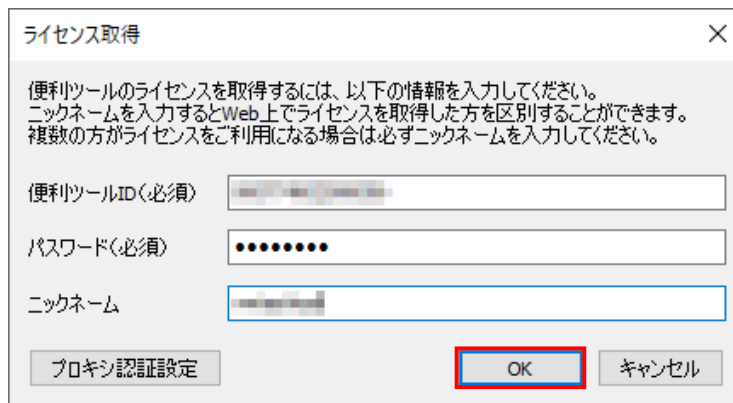 ライセンス取得
便利ツールのライセンスを取得するには、以下の情報を入力してください。
ニックネームを入力するとWeb上でライセンスを取得した方を区別することができます。
複数の方がライセンスをご利用になる場合は必ずニックネームを入力してください。
便利ツールID(必須)
パスワード(必須) ●●●●●●●●
ニックネーム
プロキシ認証設定 OK キャンセル